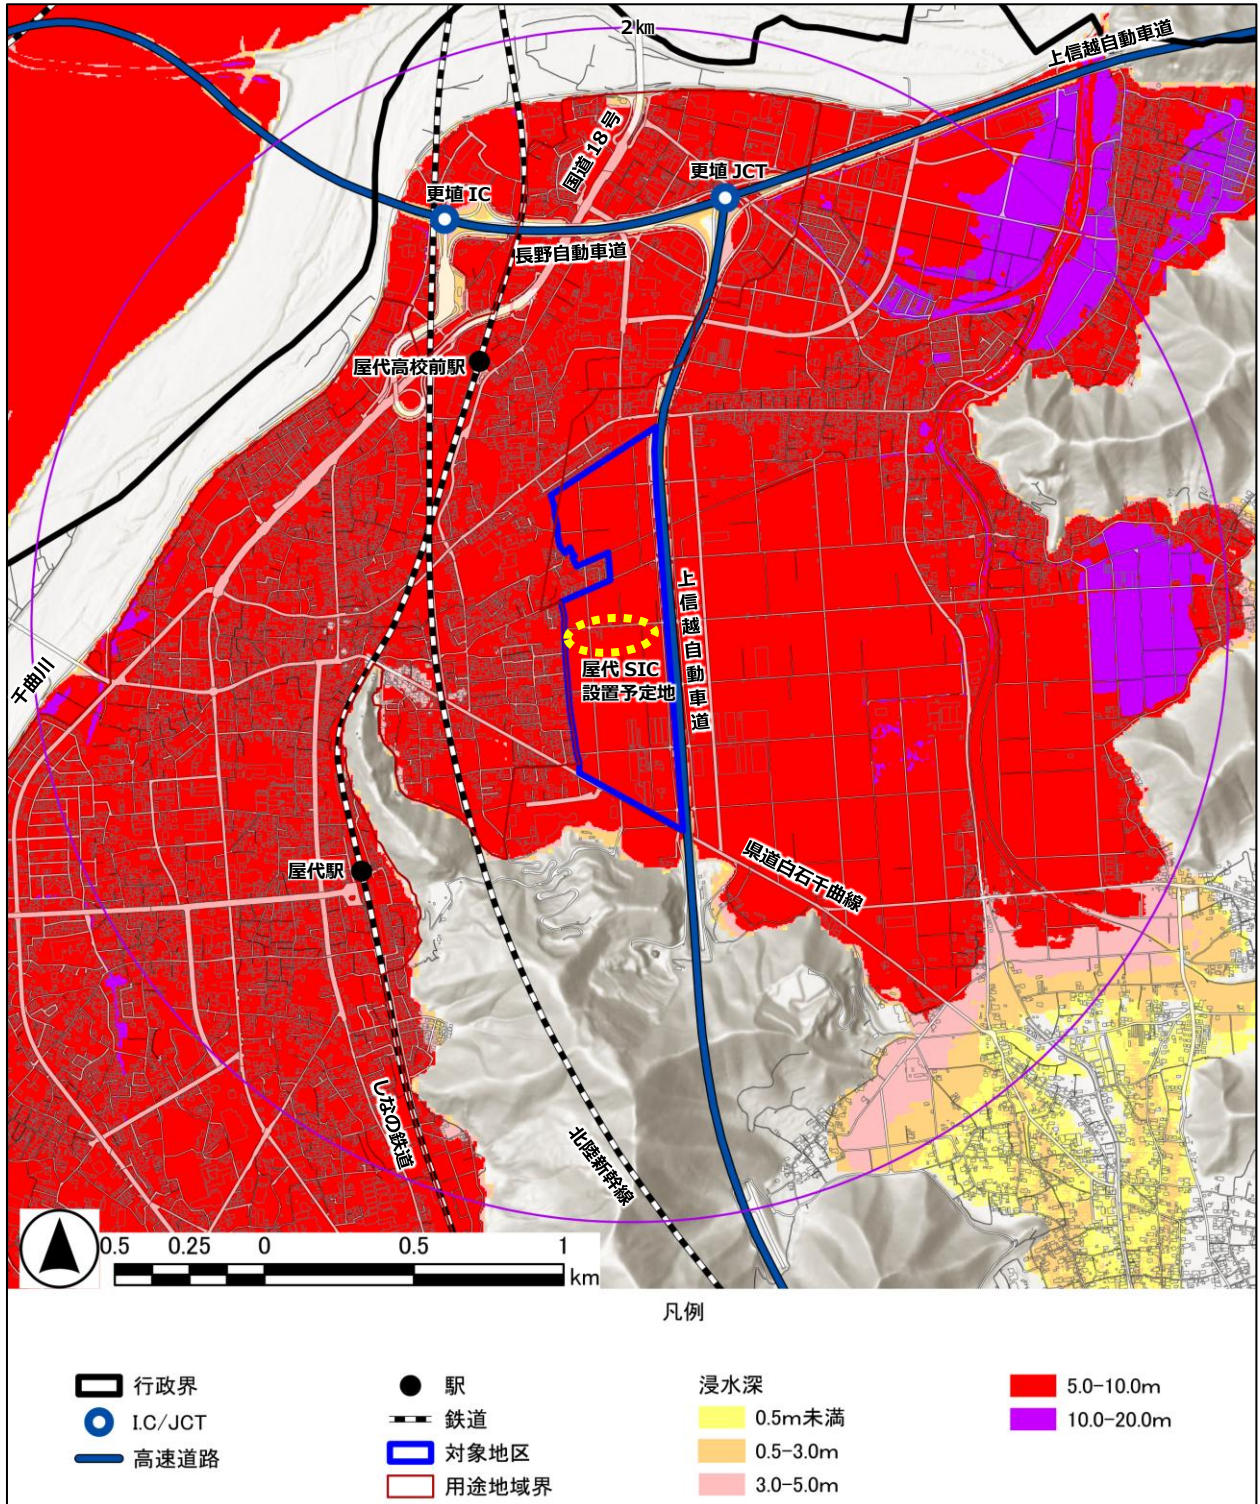 2km
上信越自動車道
国道18号
更埴 JCT
更埴 IC
長野自動車道
屋代高校前駅
上信越自動車道
屋代 SIC
設置予定地
千曲川
県道白石千曲線
屋代駅
しなの鉄道
北陸新幹線
0.5 0.25 0 0.5 1
km
凡例
行政界
I.C/JCT
高速道路
駅
鉄道
対象地区
用途地域界
浸水深
0.5m未満
0.5-3.0m
3.0-5.0m
5.0-10.0m
10.0-20.0m